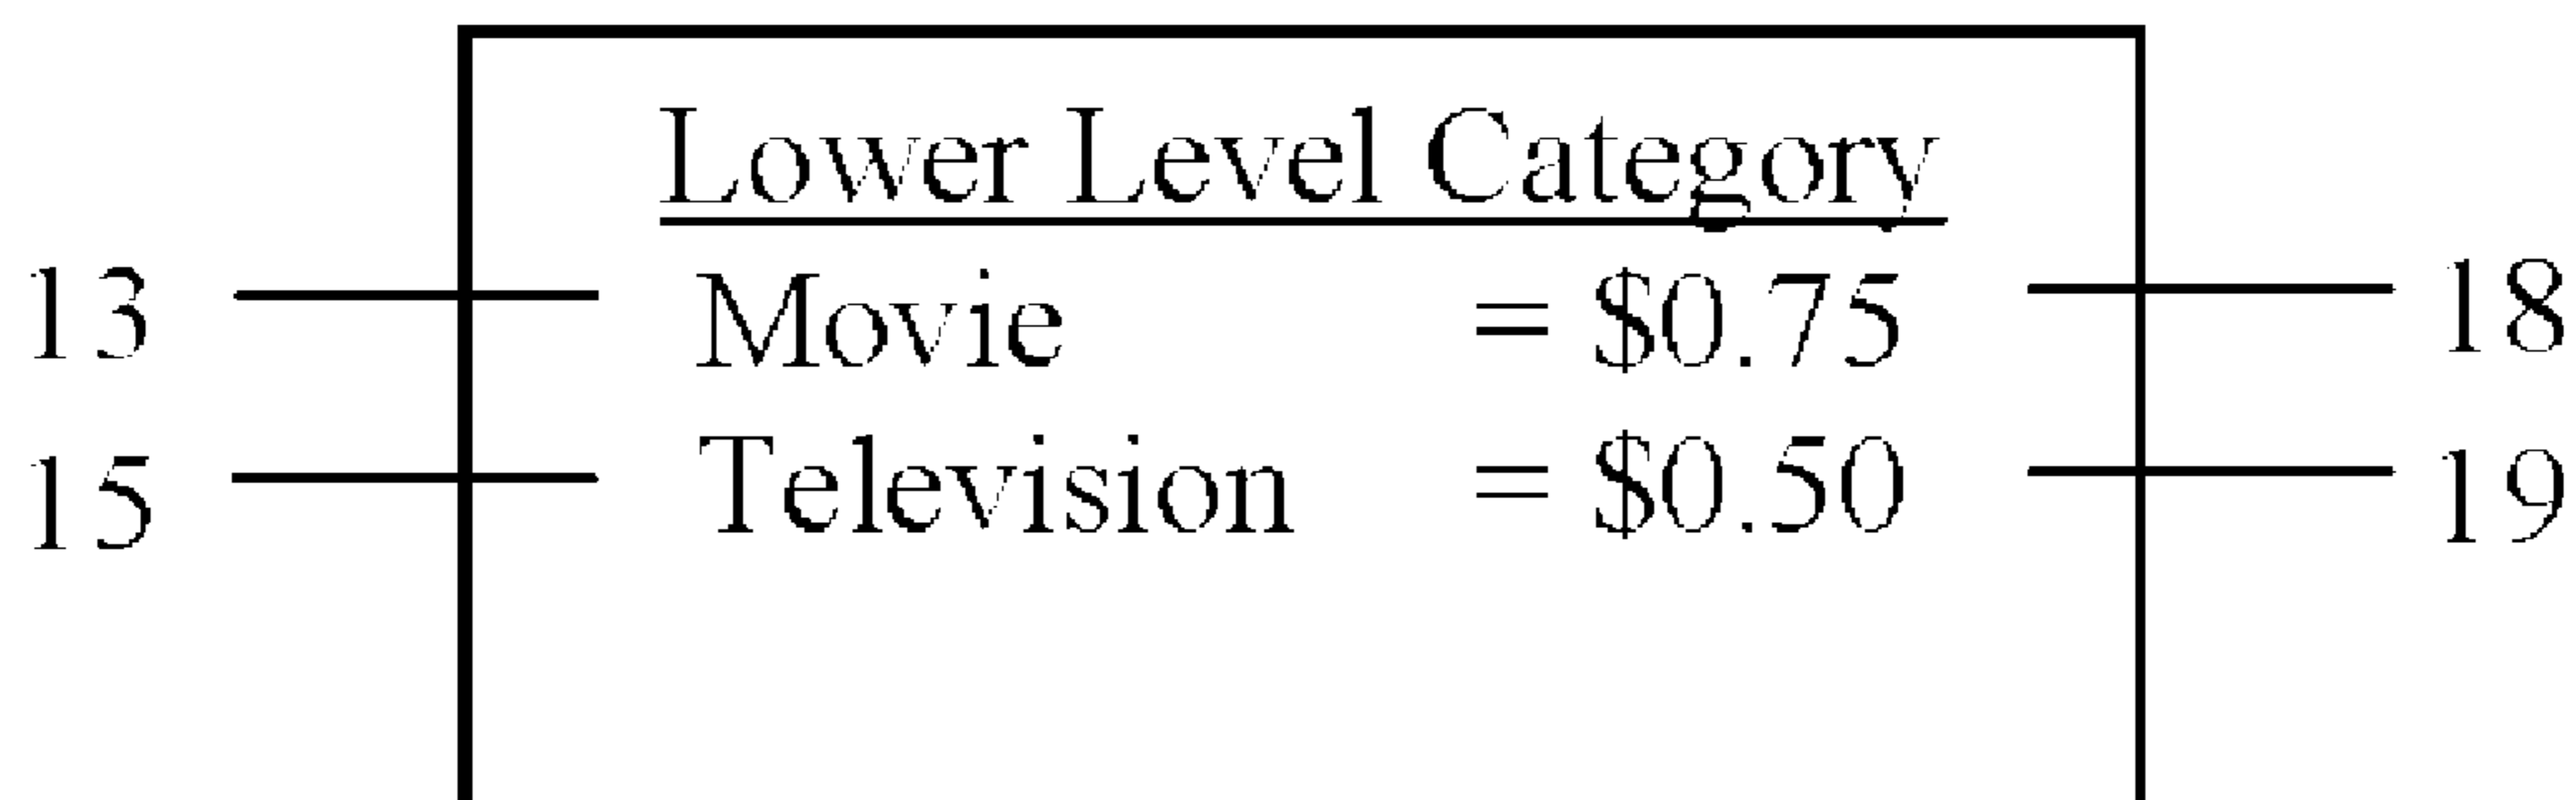 Lower Level Category
13 Movie = $0.75 18
15 Television = $0.50 19